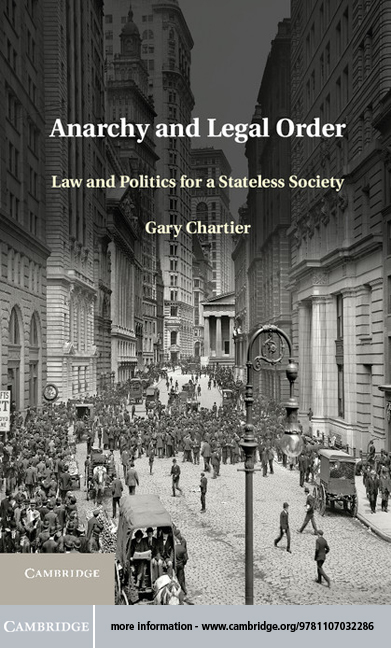 Anarchy and Legal Order
Law and Politics for a Stateless Society
Gary Chartier
CAMBRIDGE
CAMBRIDGE
more information - www.cambridge.org/9781107032286